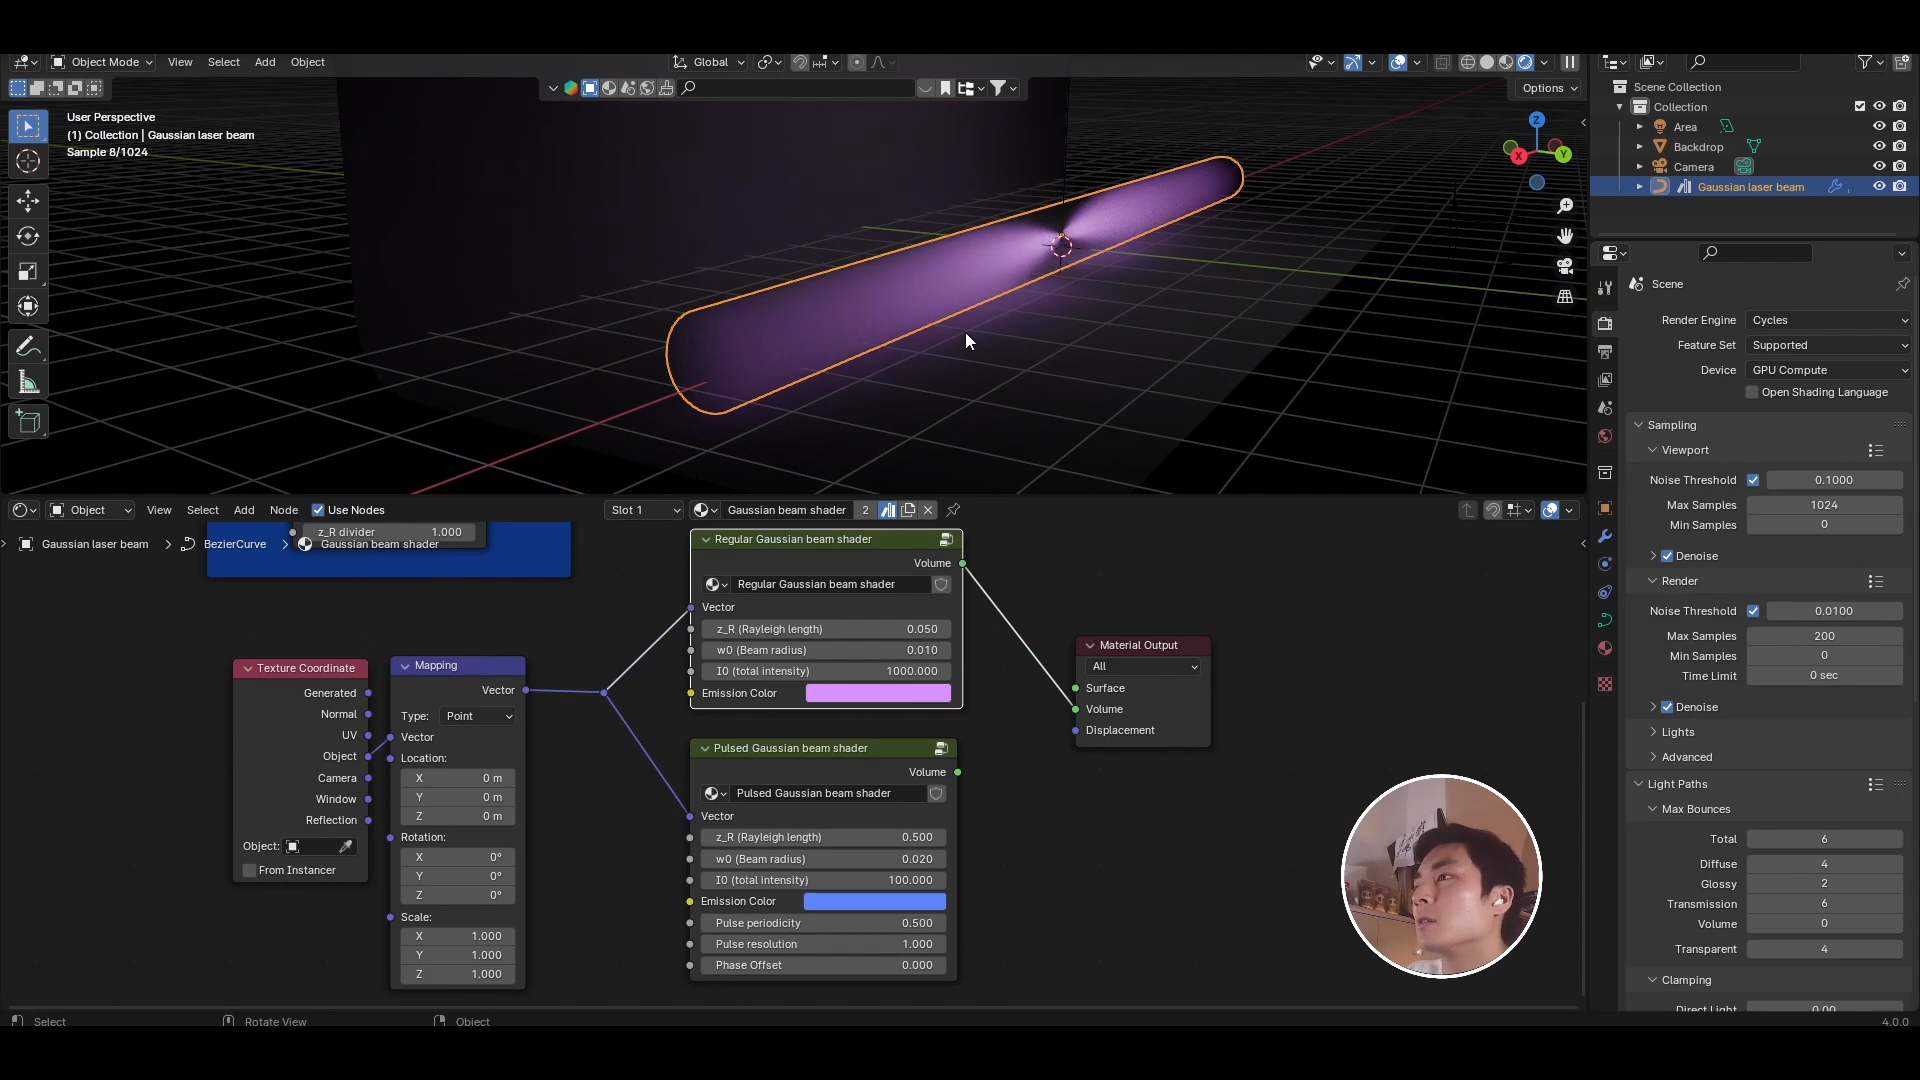 Object Mode
View
Select
Add
Object
Global
Options
User Perspective
(1) Collection | Gaussian laser beam
Sample 8/1024
Z
X
Y
Scene Collection
Collection
Area
Backdrop
Camera
Gaussian laser beam
Scene
Render Engine
Cycles
Feature Set
Supported
Device
GPU Compute
Open Shading Language
Sampling
Viewport
Noise Threshold
0.1000
Max Samples
1024
Min Samples
0
Denoise
Render
Noise Threshold
0.0100
Max Samples
200
Min Samples
0
Time Limit
0 sec
Denoise
Lights
Advanced
Light Paths
Max Bounces
Total
6
Diffuse
4
Glossy
2
Transmission
6
Volume
0
Transparent
4
Clamping
Direct Light
0.00
Object
View
Select
Add
Node
Use Nodes
Slot 1
Gaussian beam shader
2
z_R divider
1.000
Gaussian laser beam
BezierCurve
Gaussian beam shader
Texture Coordinate
Generated
Normal
UV
Object
Camera
Window
Reflection
Object:
From Instancer
Mapping
Vector
Type:
Point
Vector
Location:
X 0 m
Y 0 m
Z 0 m
Rotation:
X 0°
Y 0°
Z 0°
Scale:
X 1.000
Y 1.000
Z 1.000
Regular Gaussian beam shader
Volume
Regular Gaussian beam shader
Vector
z_R (Rayleigh length) 0.050
w0 (Beam radius) 0.010
I0 (total intensity) 1000.000
Emission Color
Pulsed Gaussian beam shader
Volume
Pulsed Gaussian beam shader
Vector
z_R (Rayleigh length) 0.500
w0 (Beam radius) 0.020
I0 (total intensity) 100.000
Emission Color
Pulse periodicity 0.500
Pulse resolution 1.000
Phase Offset 0.000
Material Output
All
Surface
Volume
Displacement
Select
Rotate View
Object
4.0.0